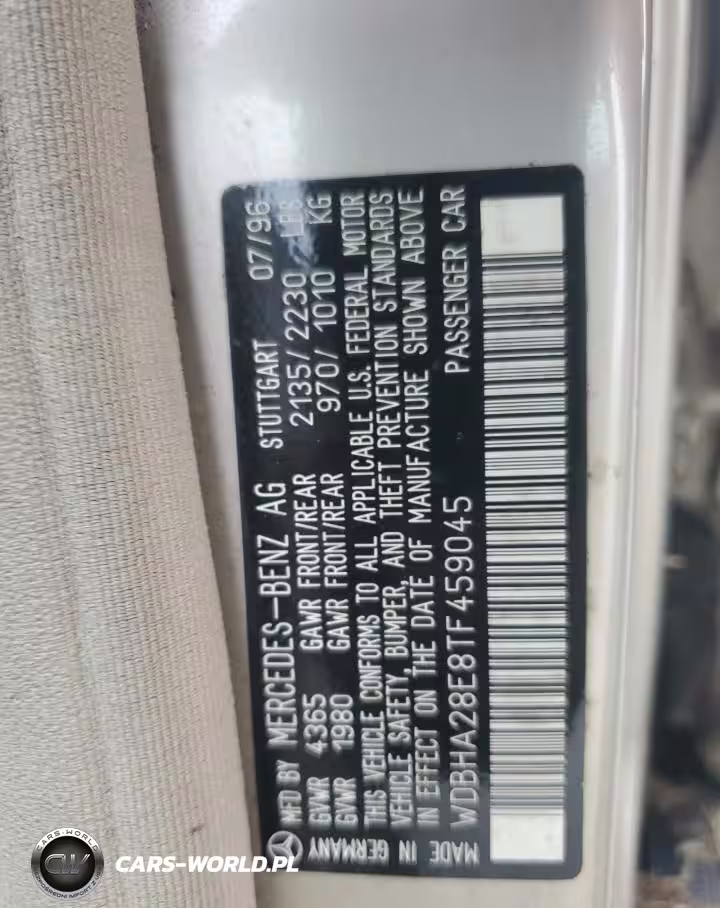 MFD BY MERCEDES-BENZ AG STUTTGART 07/96
GVWR 4365 GAWR FRONT/REAR 2135/2230 LBS
GVWR 1980 GAWR FRONT/REAR 970/1010 KG
THIS VEHICLE CONFORMS TO ALL APPLICABLE U.S. FEDERAL MOTOR
VEHICLE SAFETY, BUMPER, AND THEFT PREVENTION STANDARDS
IN EFFECT ON THE DATE OF MANUFACTURE SHOWN ABOVE
WDBHA28E8TF459045 PASSENGER CAR
MADE IN GERMANY
CARS-WORLD
CW
CARS-WORLD.PL